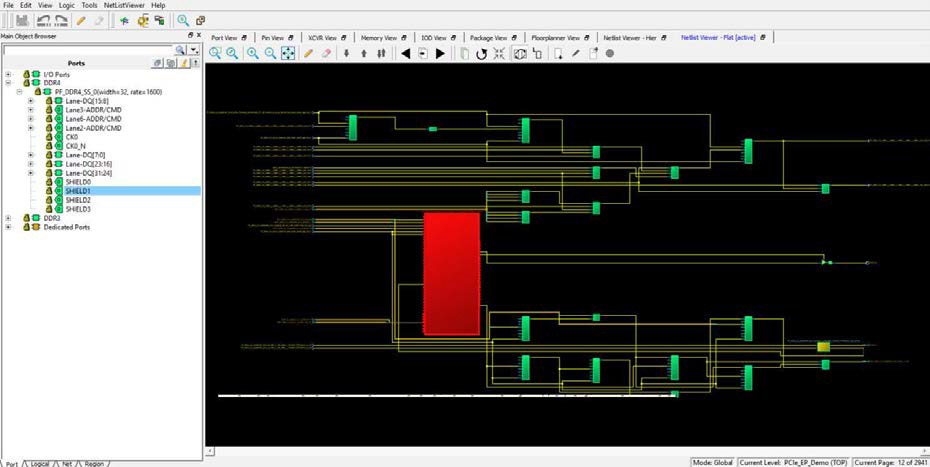 File Edit View Logic Tools NetListViewer Help
Main Object Browser
Port View Pin View XCVR View Memory View IOD View Package View Floorplanner View Netlist Viewer - Hier Netlist Viewer - Flat [active]
Ports
I/O Ports
DDR4
PF_DDR4_SS_0(width=32, rate=1600)
Lane-DQ[15:8]
Lane3-ADDR/CMD
Lane6-ADDR/CMD
Lane2-ADDR/CMD
CK0
CK0_N
Lane-DQ[7:0]
Lane-DQ[23:16]
Lane-DQ[31:24]
SHIELD0
SHIELD1
SHIELD2
SHIELD3
DDR3
Dedicated Ports
Port Logical Net Region
Mode: Global Current Level: PCIe_EP_Demo (TOP) Current Page: 12 of 2941